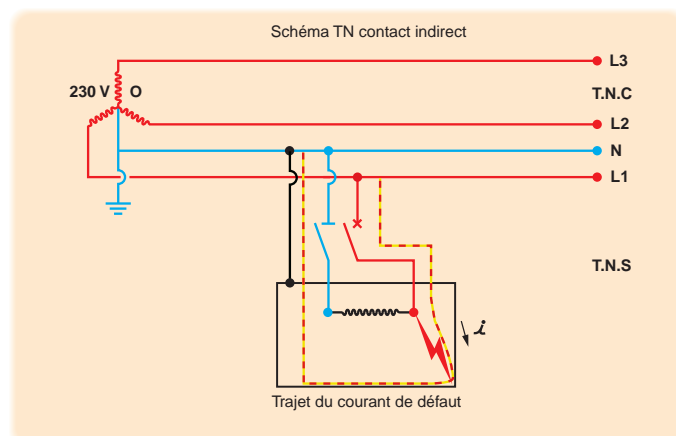 Schéma TN contact indirect
L3
230 V O
T.N.C
L2
N
L1
T.N.S
i
Trajet du courant de défaut